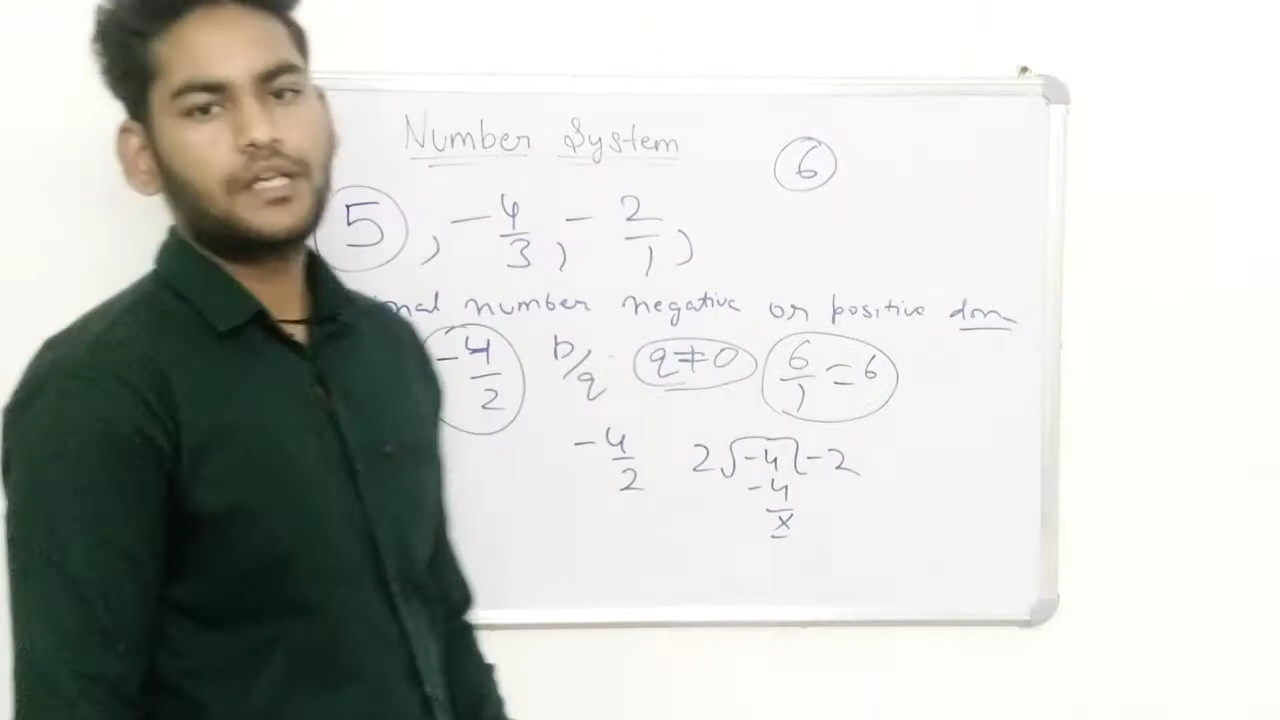 Number System
6
5, -4/3, -2/1,
number negative or positive
-4/2 p/q q≠0 6/1=6
-4/2 2√-4(-2
-4
x